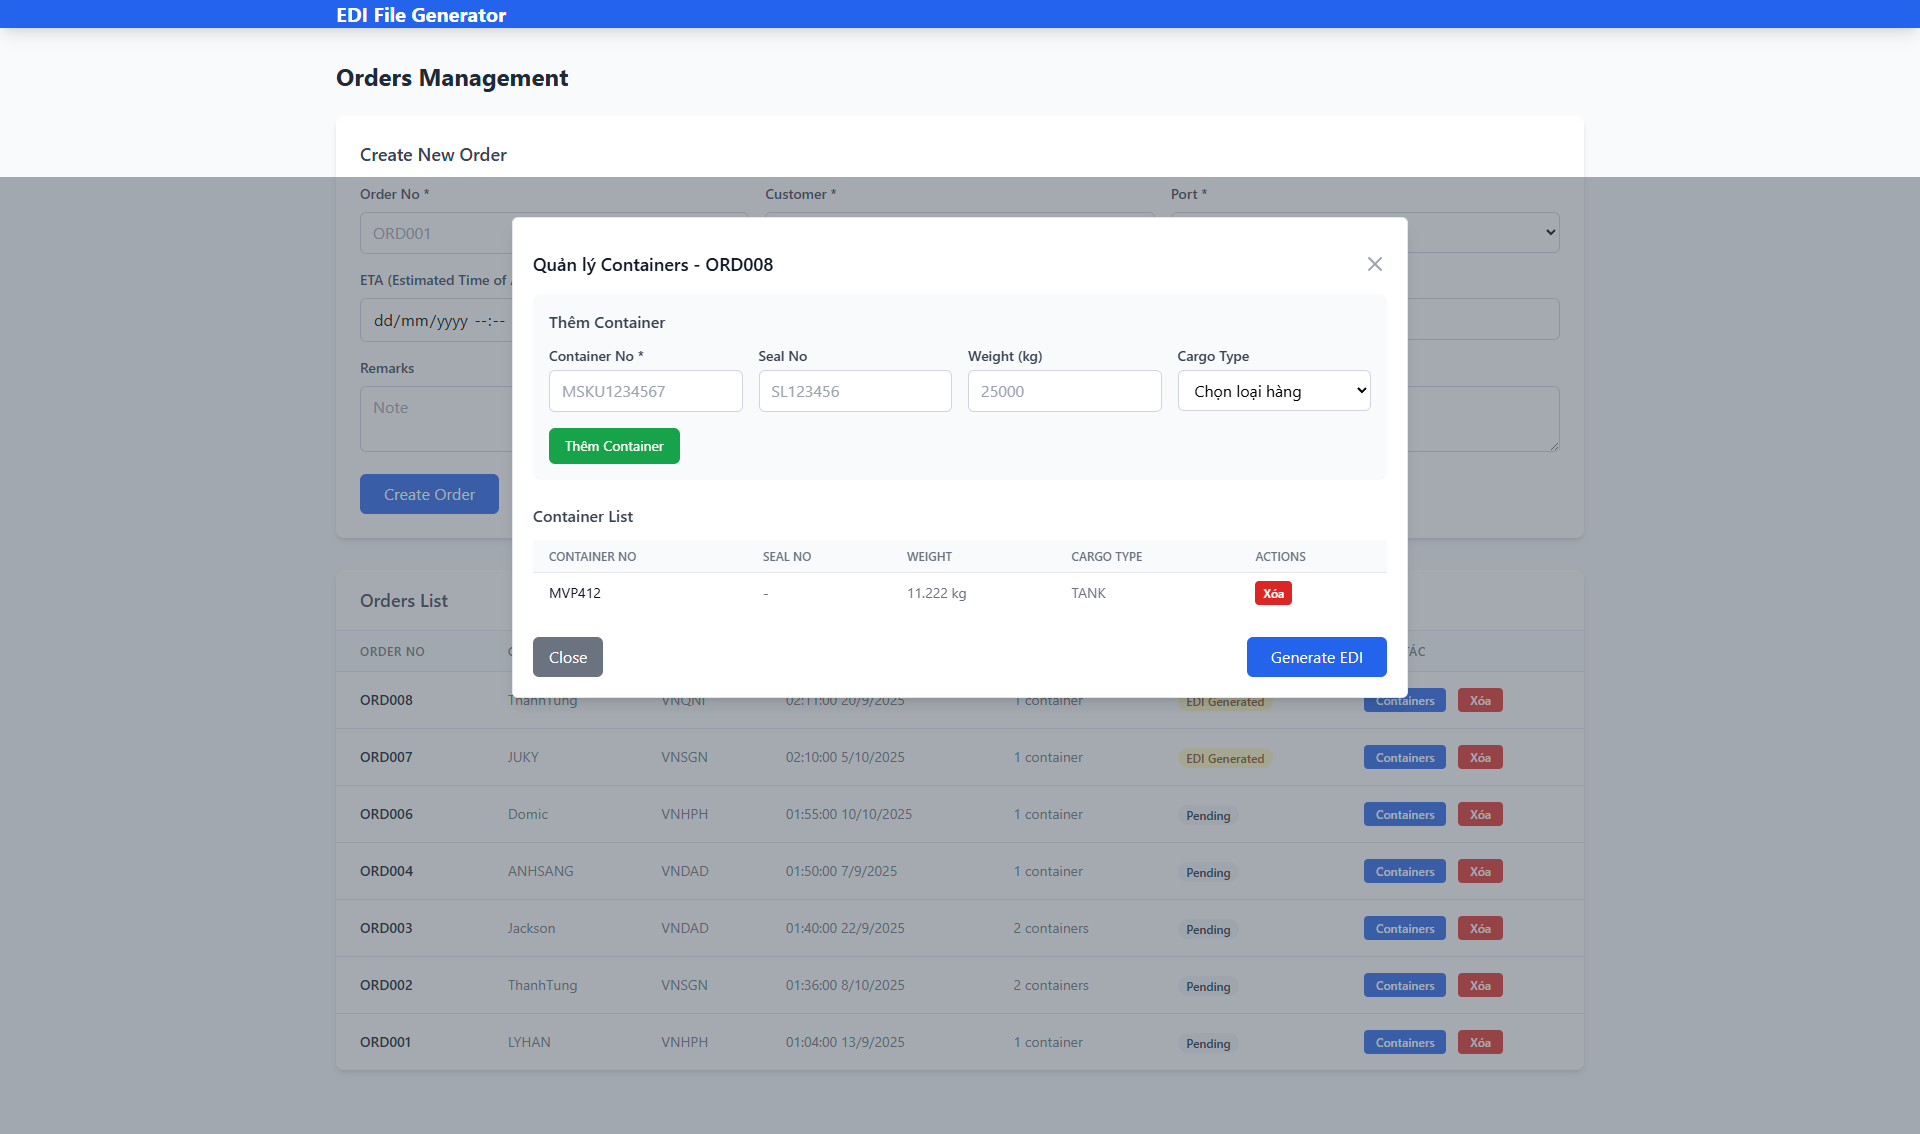 EDI File Generator
Orders Management
Create New Order
Order No * Customer * Port *
ORD001
ETA (Estimated Time of
dd/mm/yyyy --:--
Remarks
Note
Create Order
Quản lý Containers - ORD008
Thêm Container
Container No * Seal No Weight (kg) Cargo Type
MSKU1234567 SL123456 25000 Chọn loại hàng
Thêm Container
Container List
CONTAINER NO SEAL NO WEIGHT CARGO TYPE ACTIONS
MVP412 - 11.222 kg TANK Xóa
Close Generate EDI
Orders List
ORDER NO
ORD008 ThanhTung VNQNI 02:11:00 20/9/2025 1 container EDI Generated Containers Xóa
ORD007 JUKY VNSGN 02:10:00 5/10/2025 1 container EDI Generated Containers Xóa
ORD006 Domic VNHPH 01:55:00 10/10/2025 1 container Pending Containers Xóa
ORD004 ANHSANG VNDAD 01:50:00 7/9/2025 1 container Pending Containers Xóa
ORD003 Jackson VNDAD 01:40:00 22/9/2025 2 containers Pending Containers Xóa
ORD002 ThanhTung VNSGN 01:36:00 8/10/2025 2 containers Pending Containers Xóa
ORD001 LYHAN VNHPH 01:04:00 13/9/2025 1 container Pending Containers Xóa